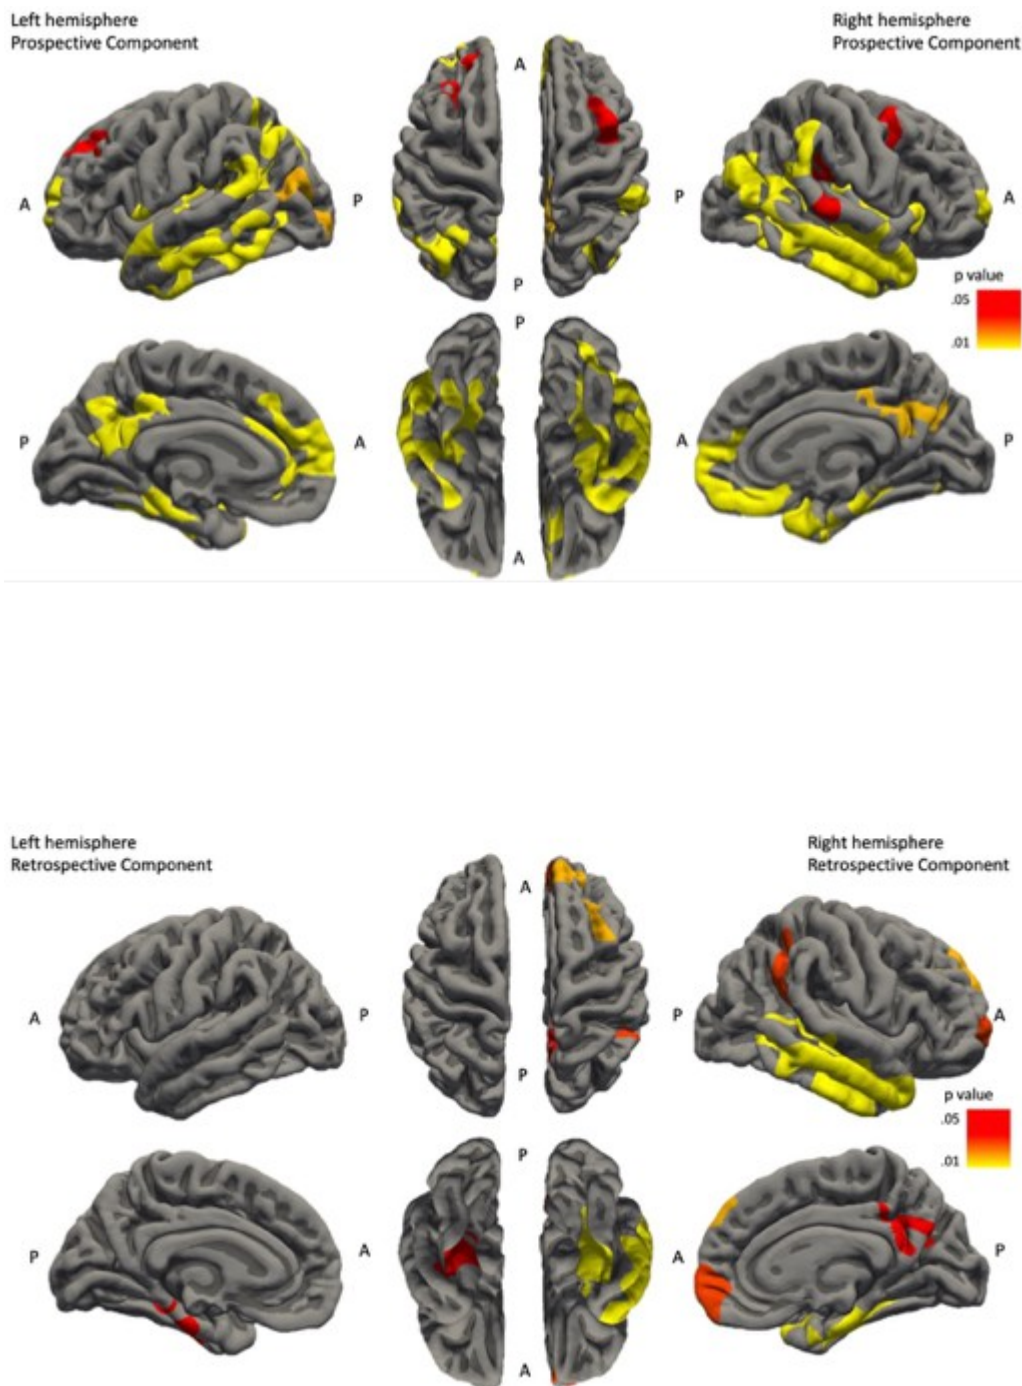 Left hemisphere
Prospective Component
Right hemisphere
Prospective Component
A
A
P
P
A
P
p value
.05
.01
P
P
A
A
P
A
Left hemisphere
Retrospective Component
Right hemisphere
Retrospective Component
A
A
P
P
A
P
p value
.05
.01
P
P
A
A
P
A